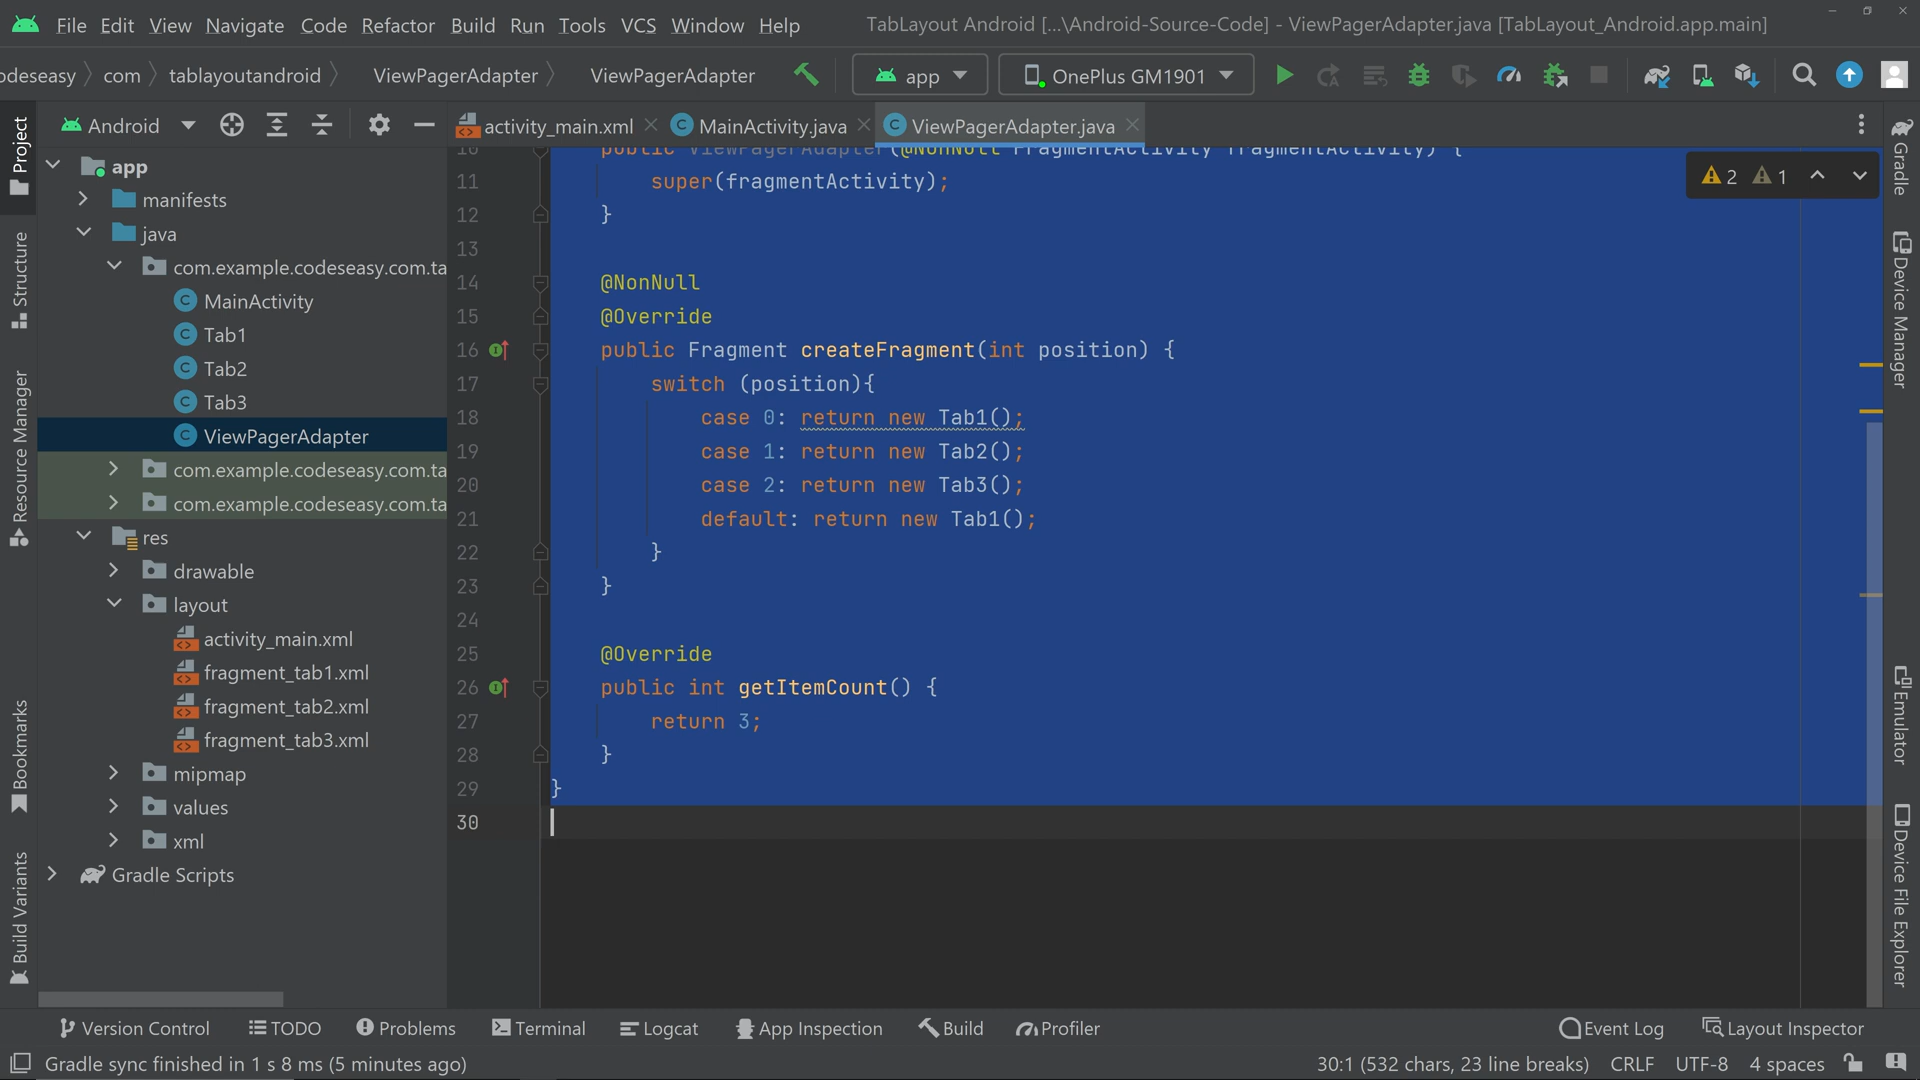 File Edit View Navigate Code Refactor Build Run Tools VCS Window Help TabLayout Android [...\Android-Source-Code] - ViewPagerAdapter.java [TabLayout_Android.app.main]
odeseasy com tablayoutandroid ViewPagerAdapter ViewPagerAdapter app OnePlus GM1901
Android
activity_main.xml MainActivity.java ViewPagerAdapter.java
Project
Structure
Resource Manager
Bookmarks
Build Variants
app
manifests
java
com.example.codeseasy.com.ta
MainActivity
Tab1
Tab2
Tab3
ViewPagerAdapter
com.example.codeseasy.com.ta
com.example.codeseasy.com.ta
res
drawable
layout
activity_main.xml
fragment_tab1.xml
fragment_tab2.xml
fragment_tab3.xml
mipmap
values
xml
Gradle Scripts
10 public ViewPagerAdapter(@NonNull FragmentActivity fragmentActivity) {
11 super(fragmentActivity);
12 }
13
14 @NonNull
15 @Override
16 public Fragment createFragment(int position) {
17 switch (position){
18 case 0: return new Tab1();
19 case 1: return new Tab2();
20 case 2: return new Tab3();
21 default: return new Tab1();
22 }
23 }
24
25 @Override
26 public int getItemCount() {
27 return 3;
28 }
29 }
30
2 1
Gradle
Device Manager
Emulator
Device File Explorer
Version Control TODO Problems Terminal Logcat App Inspection Build Profiler Event Log Layout Inspector
Gradle sync finished in 1 s 8 ms (5 minutes ago) 30:1 (532 chars, 23 line breaks) CRLF UTF-8 4 spaces